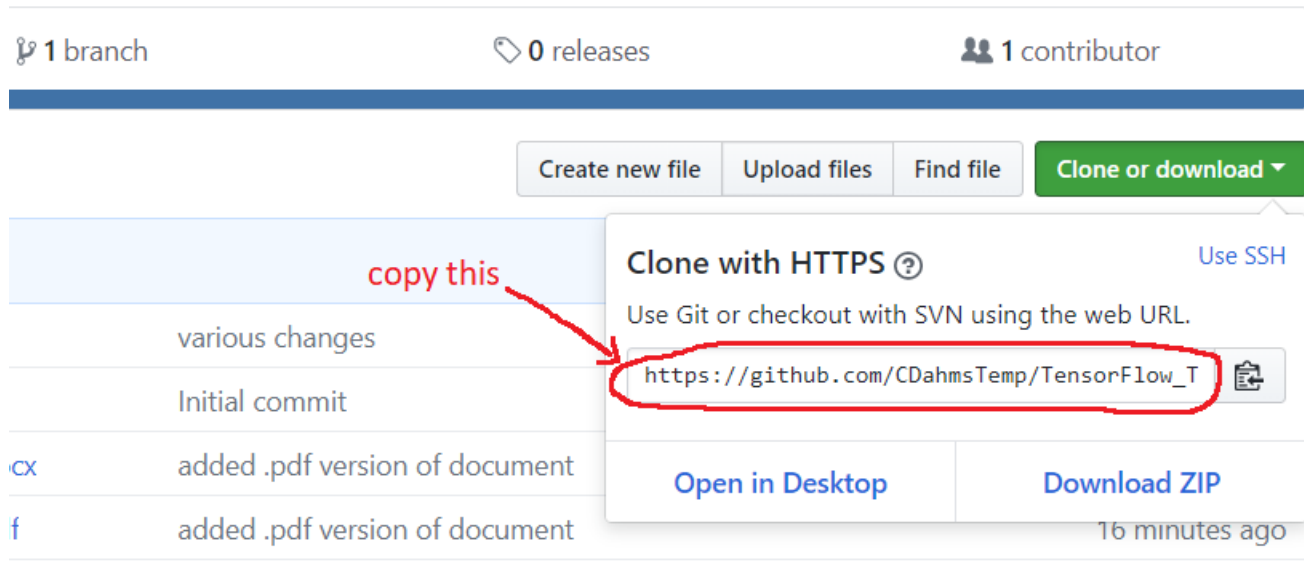 1 branch
0 releases
1 contributor
Create new file
Upload files
Find file
Clone or download
copy this
Clone with HTTPS
Use SSH
Use Git or checkout with SVN using the web URL.
https://github.com/CDahmsTemp/TensorFlow_T
various changes
Initial commit
cx added .pdf version of document
Open in Desktop
Download ZIP
f added .pdf version of document
16 minutes ago